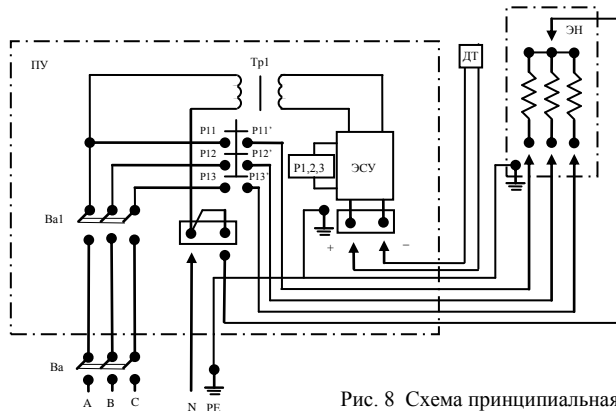 ПУ
Тр1
ДТ
ЭН
Р11 Р11'
Р12 Р12'
Р13 Р13'
Р1,2,3
ЭСУ
Ва1
+ −
Ва
А В С N РЕ
Рис. 8 Схема принципиальная